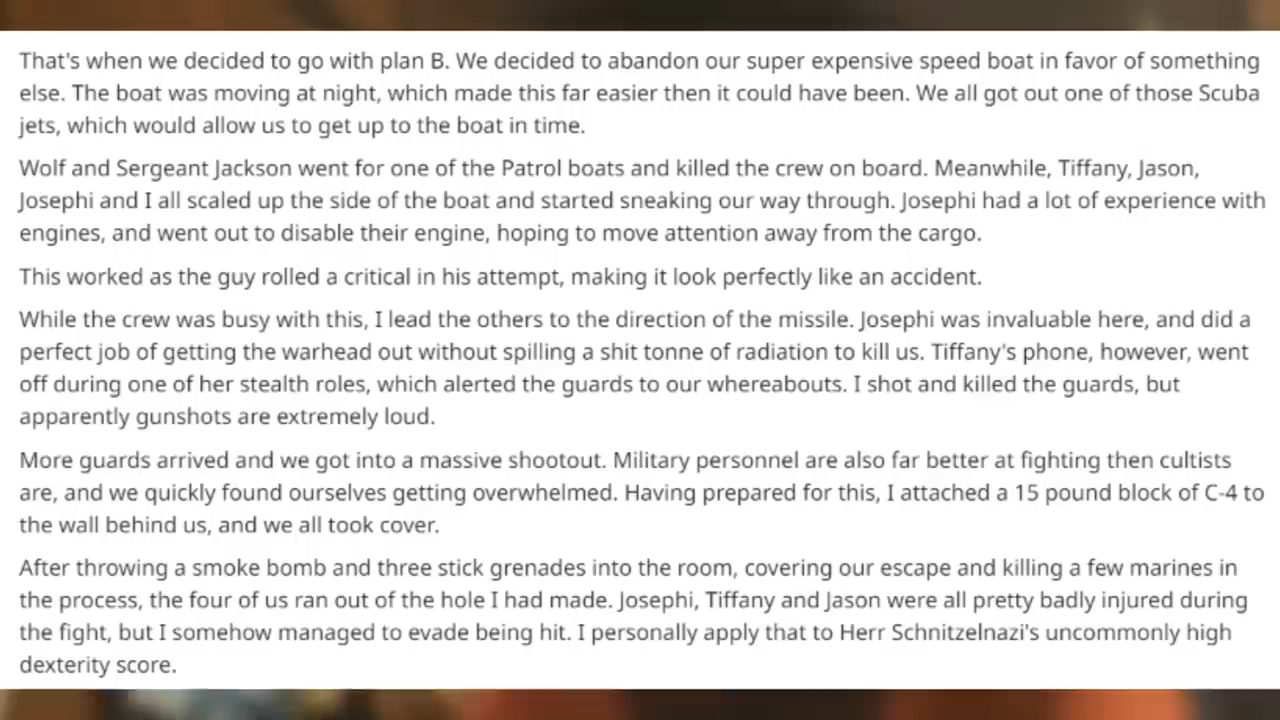 That's when we decided to go with plan B. We decided to abandon our super expensive speed boat in favor of something
else. The boat was moving at night, which made this far easier then it could have been. We all got out one of those Scuba
jets, which would allow us to get up to the boat in time.
Wolf and Sergeant Jackson went for one of the Patrol boats and killed the crew on board. Meanwhile, Tiffany, Jason,
Josephi and I all scaled up the side of the boat and started sneaking our way through. Josephi had a lot of experience with
engines, and went out to disable their engine, hoping to move attention away from the cargo.
This worked as the guy rolled a critical in his attempt, making it look perfectly like an accident.
While the crew was busy with this, I lead the others to the direction of the missile. Josephi was invaluable here, and did a
perfect job of getting the warhead out without spilling a shit tonne of radiation to kill us. Tiffany's phone, however, went
off during one of her stealth roles, which alerted the guards to our whereabouts. I shot and killed the guards, but
apparently gunshots are extremely loud.
More guards arrived and we got into a massive shootout. Military personnel are also far better at fighting then cultists
are, and we quickly found ourselves getting overwhelmed. Having prepared for this, I attached a 15 pound block of C-4 to
the wall behind us, and we all took cover.
After throwing a smoke bomb and three stick grenades into the room, covering our escape and killing a few marines in
the process, the four of us ran out of the hole I had made. Josephi, Tiffany and Jason were all pretty badly injured during
the fight, but I somehow managed to evade being hit. I personally apply that to Herr Schnitzelnazi's uncommonly high
dexterity score.